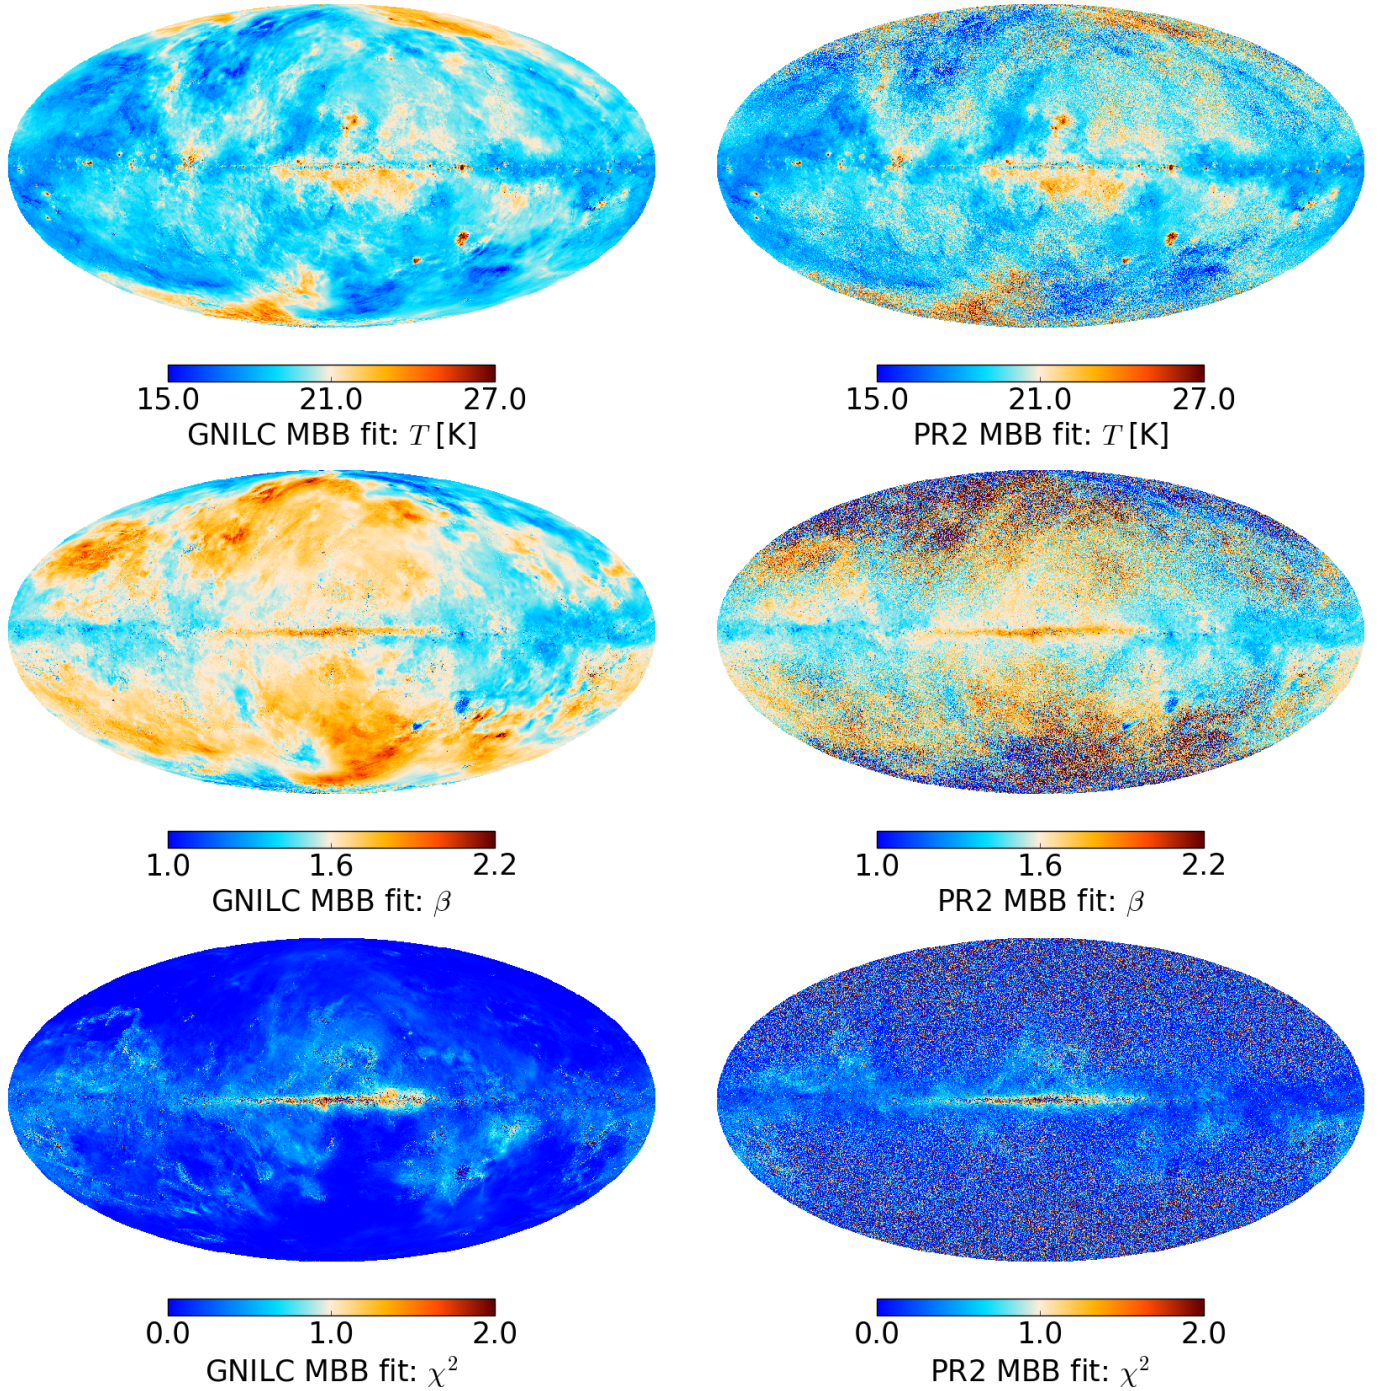 15.0 21.0 27.0
GNILC MBB fit: T [K]
15.0 21.0 27.0
PR2 MBB fit: T [K]
1.0 1.6 2.2
GNILC MBB fit: β
1.0 1.6 2.2
PR2 MBB fit: β
0.0 1.0 2.0
GNILC MBB fit: χ²
0.0 1.0 2.0
PR2 MBB fit: χ²